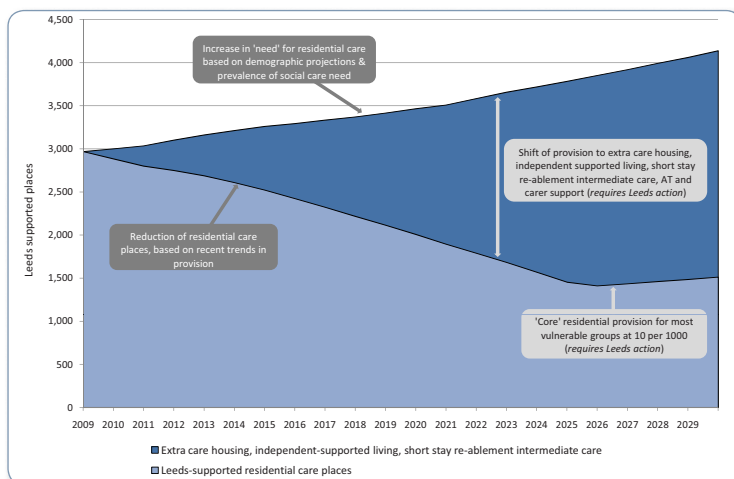 4,500
4,000
3,500
3,000
2,500
2,000
1,500
1,000
500
0
Leeds supported places
Increase in 'need' for residential care
based on demographic projections &
prevalence of social care need
Shift of provision to extra care housing,
independent supported living, short stay
re-ablement intermediate care, AT and
carer support (requires Leeds action)
Reduction of residential care
places, based on recent trends in
provision
'Core' residential provision for most
vulnerable groups at 10 per 1000
(requires Leeds action)
2009 2010 2011 2012 2013 2014 2015 2016 2017 2018 2019 2020 2021 2022 2023 2024 2025 2026 2027 2028 2029
Extra care housing, independent-supported living, short stay re-ablement intermediate care
Leeds-supported residential care places